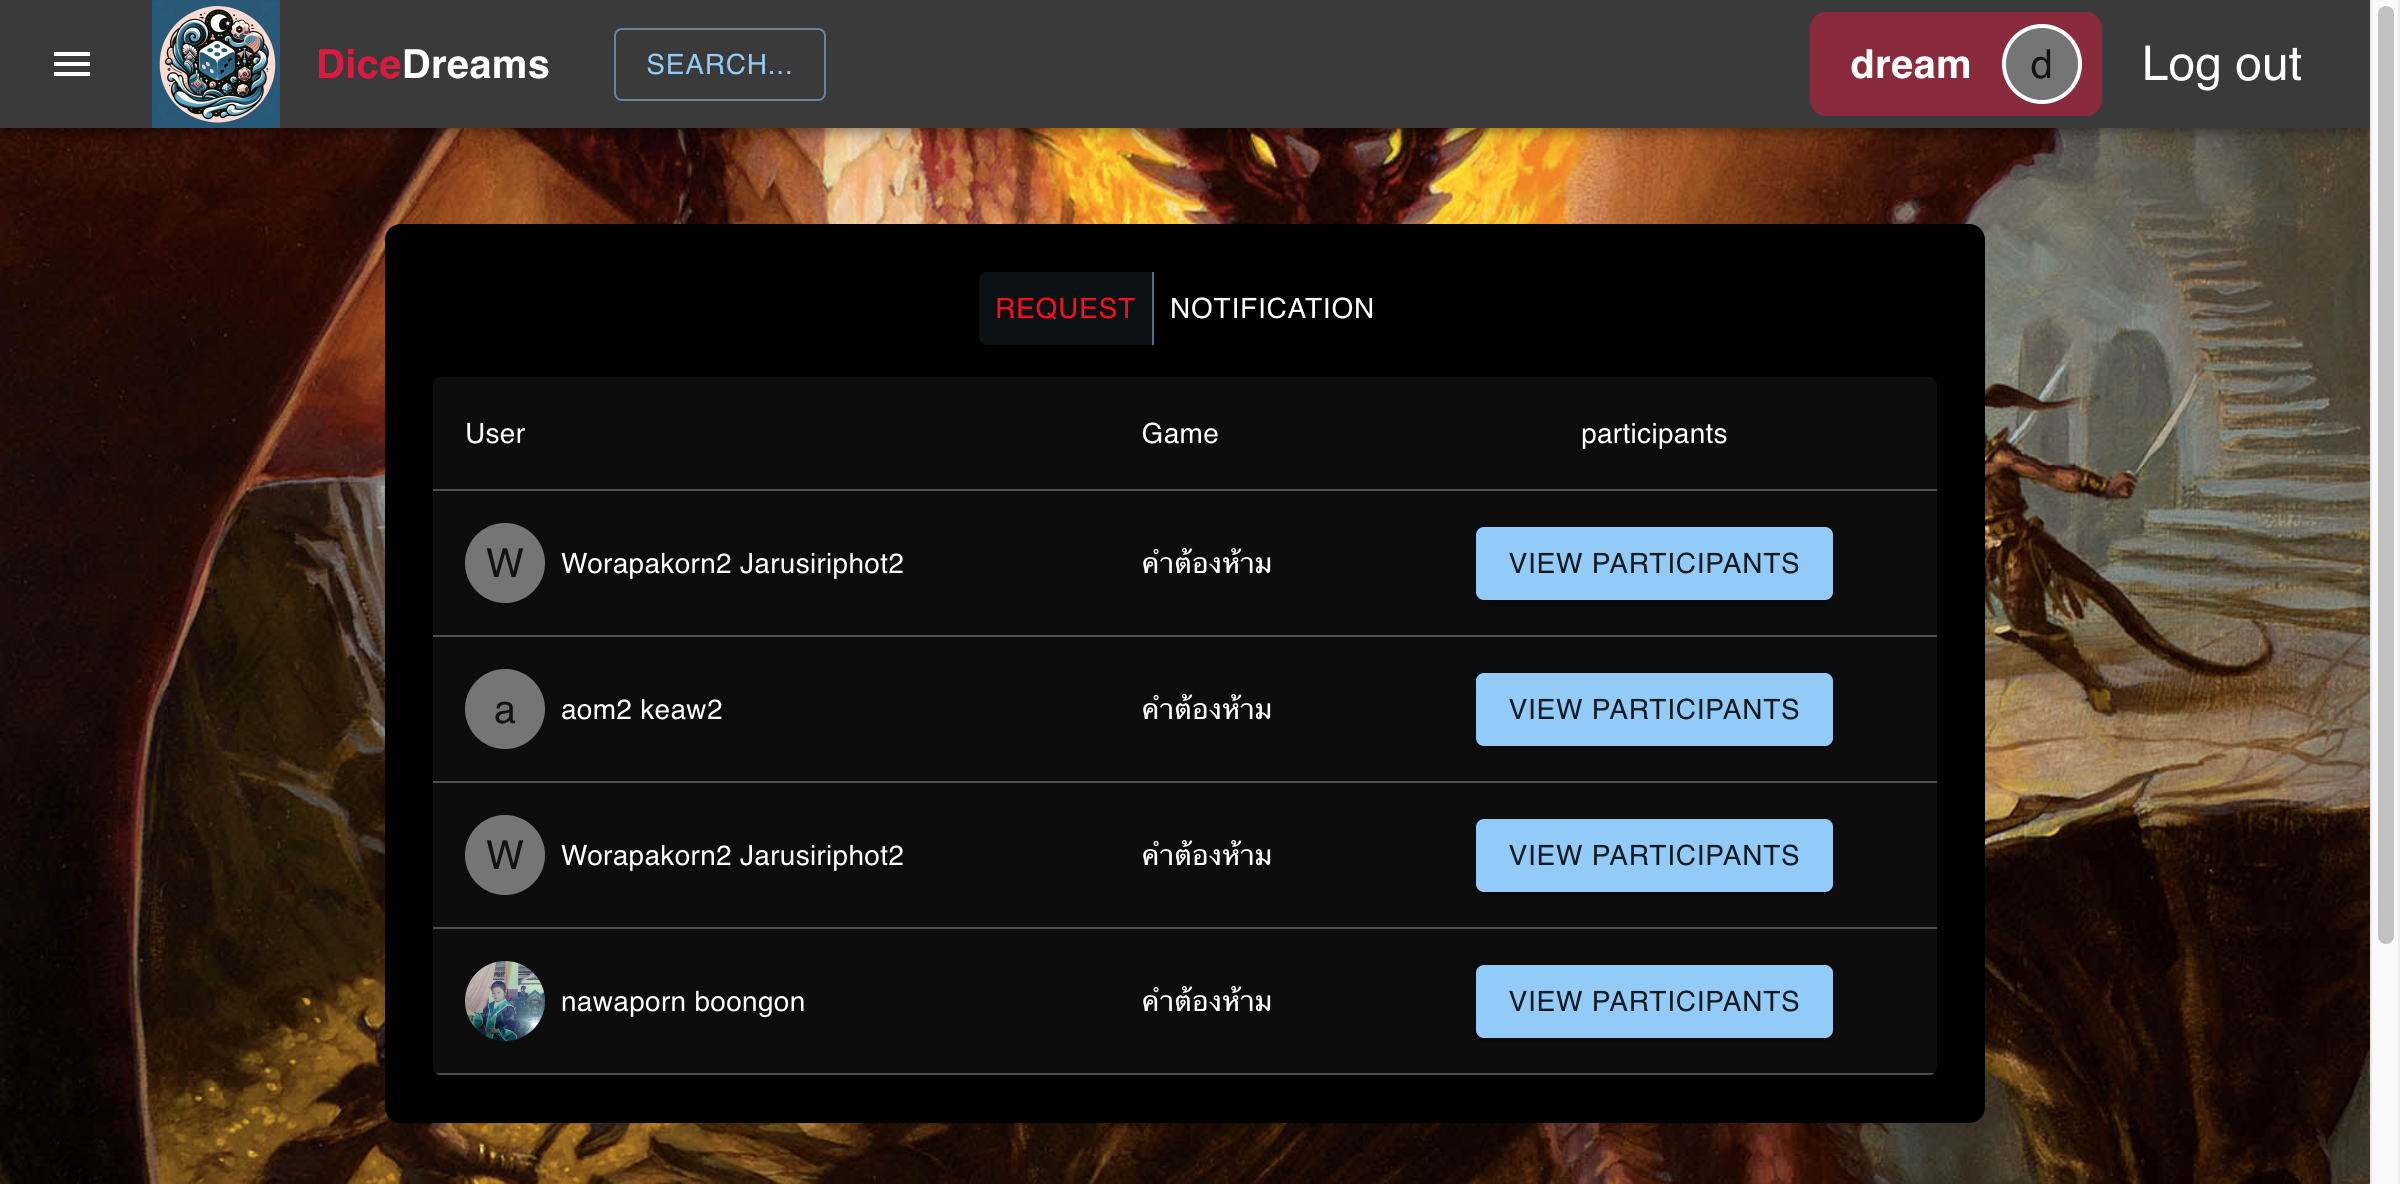 DiceDreams SEARCH... dream d Log out
REQUEST NOTIFICATION
User Game participants
W Worapakorn2 Jarusiriphot2 คำต้องห้าม VIEW PARTICIPANTS
a aom2 keaw2 คำต้องห้าม VIEW PARTICIPANTS
W Worapakorn2 Jarusiriphot2 คำต้องห้าม VIEW PARTICIPANTS
nawaporn boongon คำต้องห้าม VIEW PARTICIPANTS